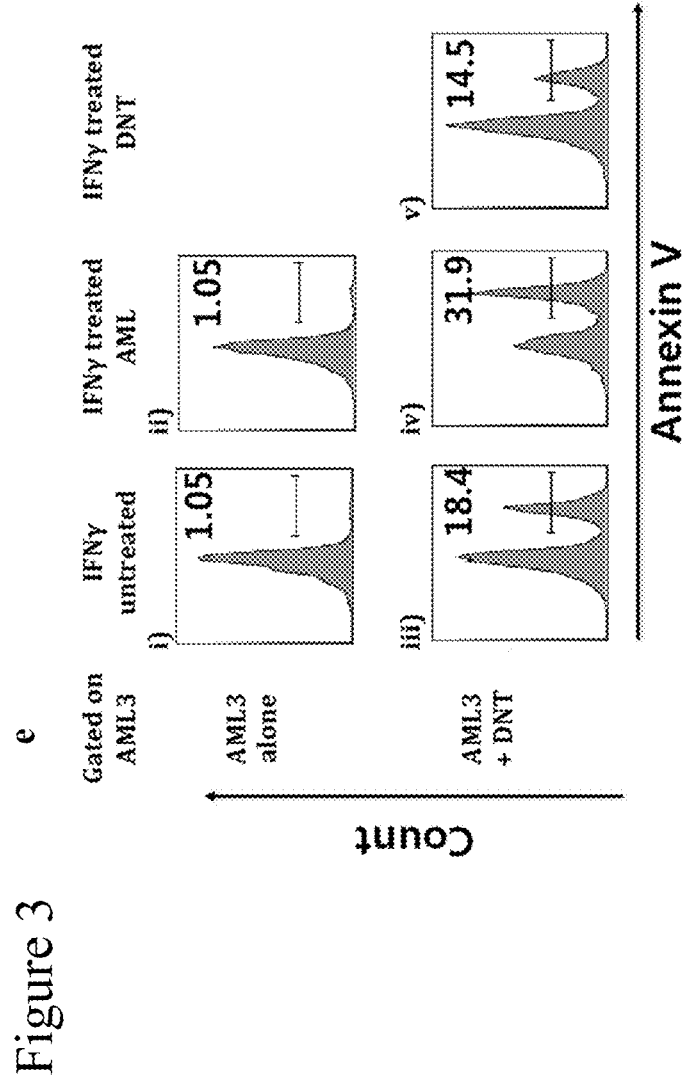 Figure 3
e
Gated on
AML3
IFNγ
untreated
IFNγ treated
AML
IFNγ treated
DNT
AML3
alone
i)
1.05
ii)
1.05
AML3
+ DNT
iii)
18.4
iv)
31.9
v)
14.5
Count
Annexin V